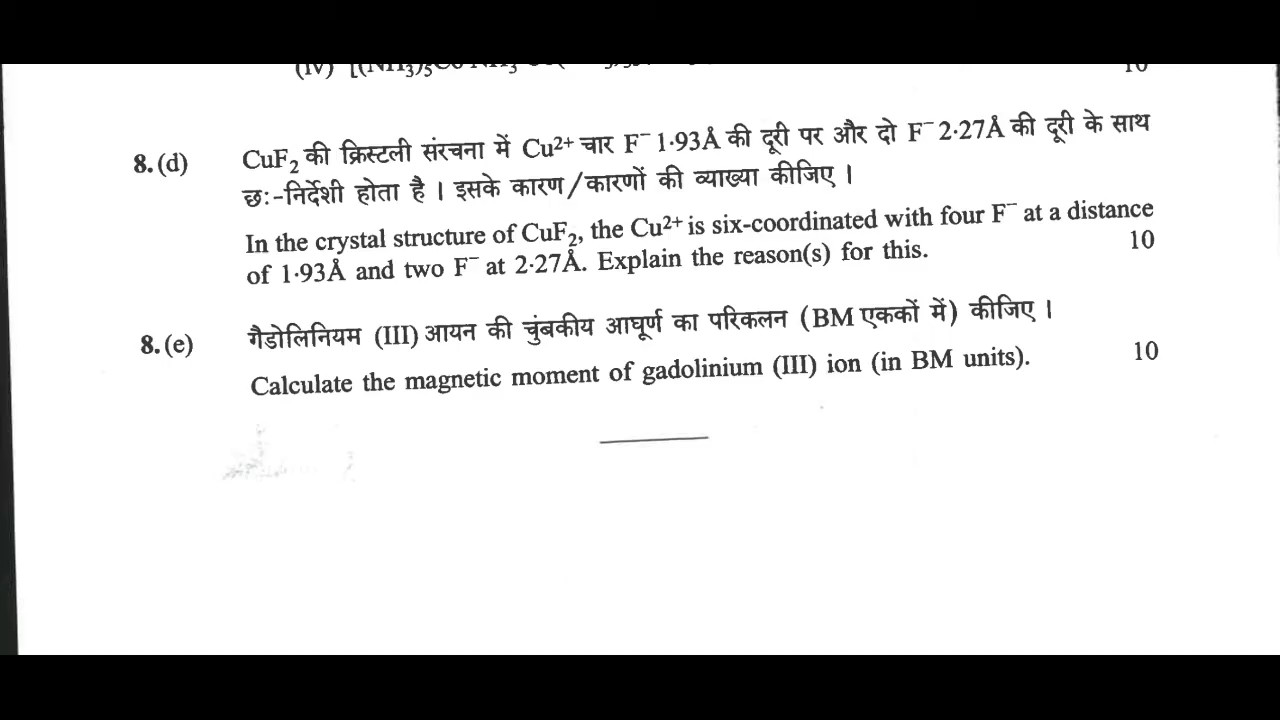 (iv) [(NH₃)₅Co
10
8. (d) CuF₂ की क्रिस्टली संरचना में Cu²⁺ चार F⁻ 1·93Å की दूरी पर और दो F⁻ 2·27Å की दूरी के साथ
छः-निर्देशी होता है । इसके कारण/कारणों की व्याख्या कीजिए ।
In the crystal structure of CuF₂, the Cu²⁺ is six-coordinated with four F⁻ at a distance
of 1·93Å and two F⁻ at 2·27Å. Explain the reason(s) for this. 10
8. (e) गैडोलिनियम (III) आयन की चुंबकीय आघूर्ण का परिकलन (BM एककों में) कीजिए ।
Calculate the magnetic moment of gadolinium (III) ion (in BM units). 10